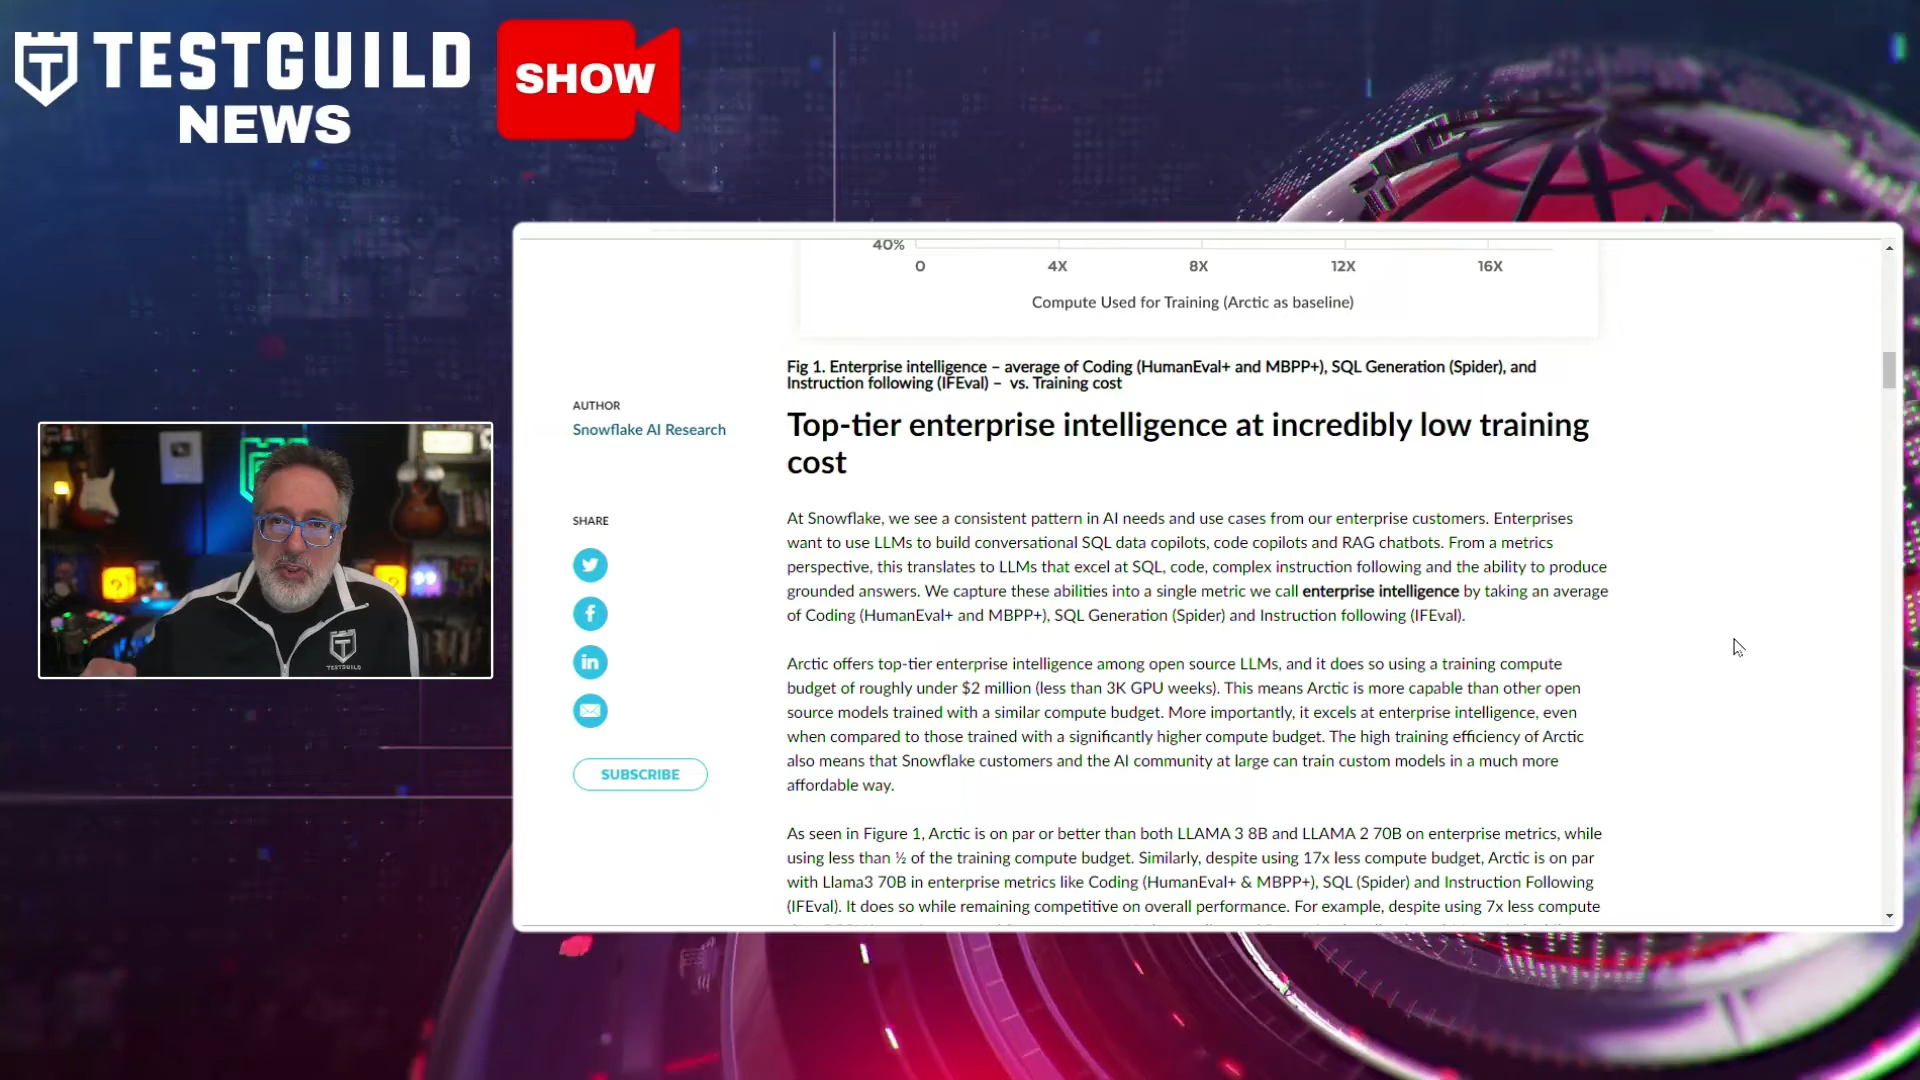 TESTGUILD
NEWS
SHOW
40%
0 4X 8X 12X 16X
Compute Used for Training (Arctic as baseline)
Fig 1. Enterprise intelligence – average of Coding (HumanEval+ and MBPP+), SQL Generation (Spider), and
Instruction following (IFEval) – vs. Training cost
AUTHOR
Snowflake AI Research
SHARE
SUBSCRIBE
Top-tier enterprise intelligence at incredibly low training
cost
At Snowflake, we see a consistent pattern in AI needs and use cases from our enterprise customers. Enterprises
want to use LLMs to build conversational SQL data copilots, code copilots and RAG chatbots. From a metrics
perspective, this translates to LLMs that excel at SQL, code, complex instruction following and the ability to produce
grounded answers. We capture these abilities into a single metric we call enterprise intelligence by taking an average
of Coding (HumanEval+ and MBPP+), SQL Generation (Spider) and Instruction following (IFEval).
Arctic offers top-tier enterprise intelligence among open source LLMs, and it does so using a training compute
budget of roughly under $2 million (less than 3K GPU weeks). This means Arctic is more capable than other open
source models trained with a similar compute budget. More importantly, it excels at enterprise intelligence, even
when compared to those trained with a significantly higher compute budget. The high training efficiency of Arctic
also means that Snowflake customers and the AI community at large can train custom models in a much more
affordable way.
As seen in Figure 1, Arctic is on par or better than both LLAMA 3 8B and LLAMA 2 70B on enterprise metrics, while
using less than ½ of the training compute budget. Similarly, despite using 17x less compute budget, Arctic is on par
with Llama3 70B in enterprise metrics like Coding (HumanEval+ & MBPP+), SQL (Spider) and Instruction Following
(IFEval). It does so while remaining competitive on overall performance. For example, despite using 7x less compute
TESTGUILD